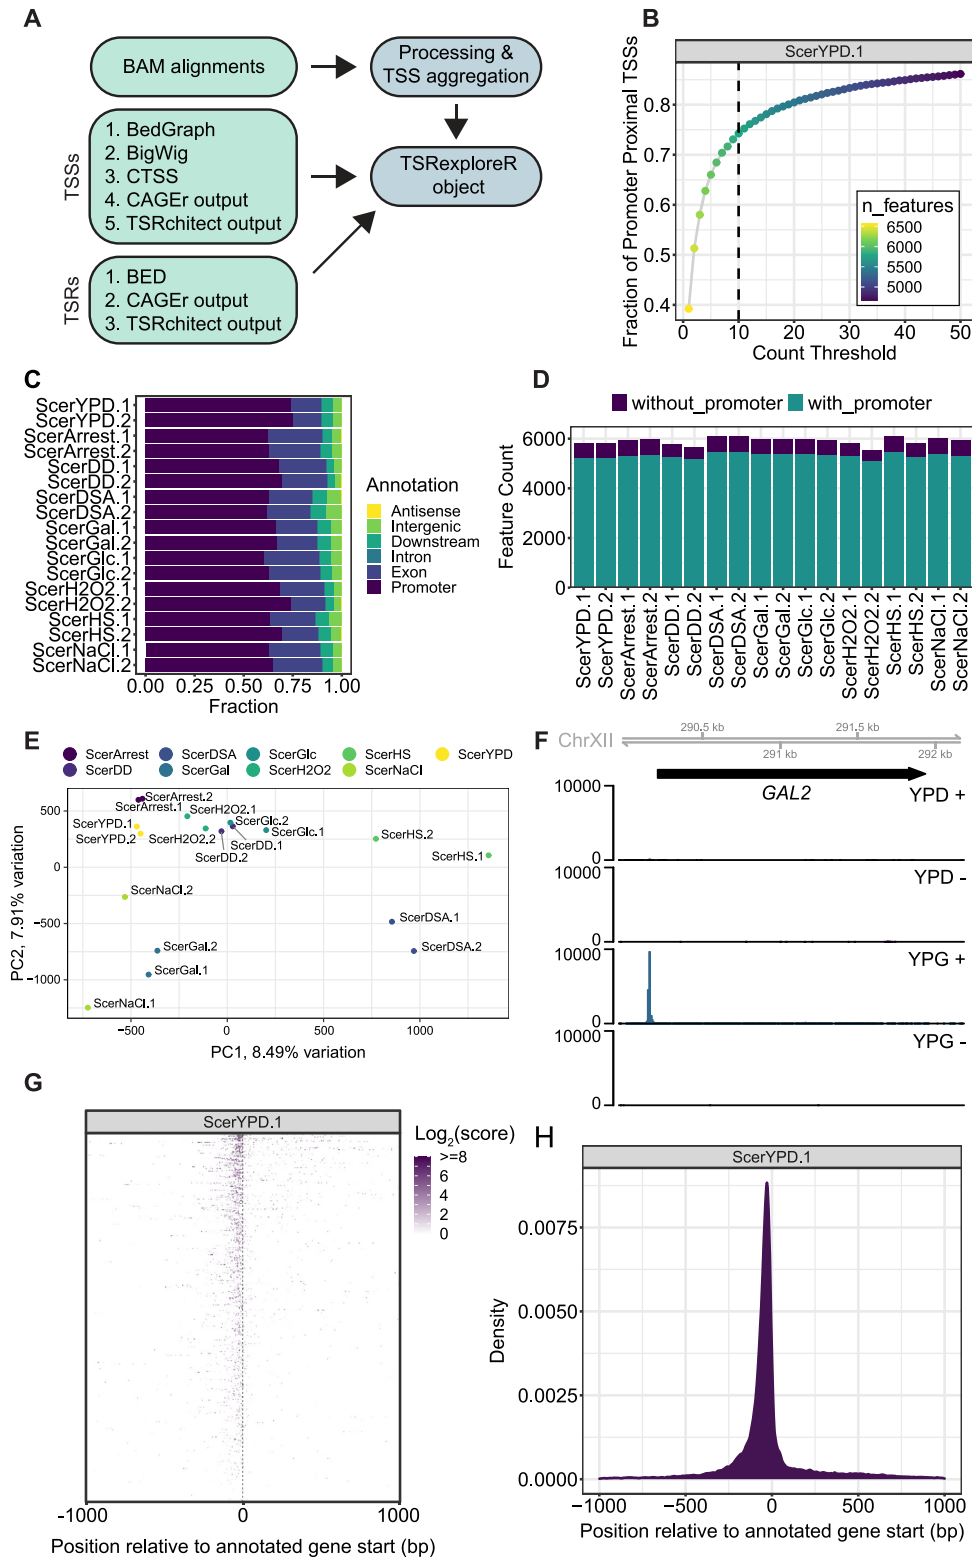 A
BAM alignments
Processing &
TSS aggregation
TSSs
1. BedGraph
2. BigWig
3. CTSS
4. CAGEr output
5. TSRchitect output
TSRexploreR
object
TSRs
1. BED
2. CAGEr output
3. TSRchitect output
B
ScerYPD.1
Fraction of Promoter Proximal TSSs
0.8
0.7
0.6
0.5
0.4
n_features
6500
6000
5500
5000
0 10 20 30 40 50
Count Threshold
C
ScerYPD.1
ScerYPD.2
ScerArrest.1
ScerArrest.2
ScerDD.1
ScerDD.2
ScerDSA.1
ScerDSA.2
ScerGal.1
ScerGal.2
ScerGlc.1
ScerGlc.2
ScerH2O2.1
ScerH2O2.2
ScerHS.1
ScerHS.2
ScerNaCl.1
ScerNaCl.2
0.00 0.25 0.50 0.75 1.00
Fraction
Annotation
Antisense
Intergenic
Downstream
Intron
Exon
Promoter
D
without_promoter with_promoter
Feature Count
6000
4000
2000
0
ScerYPD.1
ScerYPD.2
ScerArrest.1
ScerArrest.2
ScerDD.1
ScerDD.2
ScerDSA.1
ScerDSA.2
ScerGal.1
ScerGal.2
ScerGlc.1
ScerGlc.2
ScerH2O2.1
ScerH2O2.2
ScerHS.1
ScerHS.2
ScerNaCl.1
ScerNaCl.2
E
ScerArrest ScerDSA ScerGlc ScerHS ScerYPD
ScerDD ScerGal ScerH2O2 ScerNaCl
PC2, 7.91% variation
500
0
−500
−1000
ScerArrest.2
ScerArrest.1
ScerH2O2.1
ScerYPD.1
ScerGlc.2
ScerYPD.2
ScerH2O2.2
ScerGlc.1
ScerDD.1
ScerDD.2
ScerHS.2
ScerHS.1
ScerNaCl.2
ScerDSA.1
ScerGal.2
ScerDSA.2
ScerGal.1
ScerNaCl.1
−500 0 500 1000
PC1, 8.49% variation
F
ChrXII
290.5 kb
291.5 kb
291 kb
292 kb
GAL2
10000
YPD +
0
10000
YPD -
0
10000
YPG +
0
10000
YPG -
0
G
ScerYPD.1
Log2(score)
>=8
6
4
2
0
-1000 0 1000
Position relative to annotated gene start (bp)
H
ScerYPD.1
Density
0.0075
0.0050
0.0025
0.0000
−1000 −500 0 500 1000
Position relative to annotated gene start (bp)